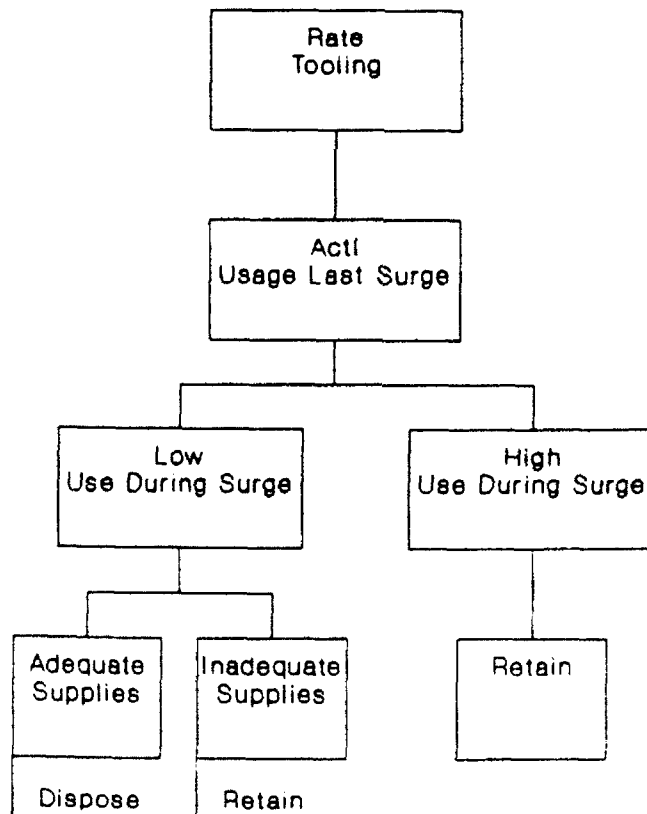 Rate
Tooling
Actl
Usage Last Surge
Low
Use During Surge
High
Use During Surge
Adequate
Supplies
Inadequate
Supplies
Retain
Dispose
Retain